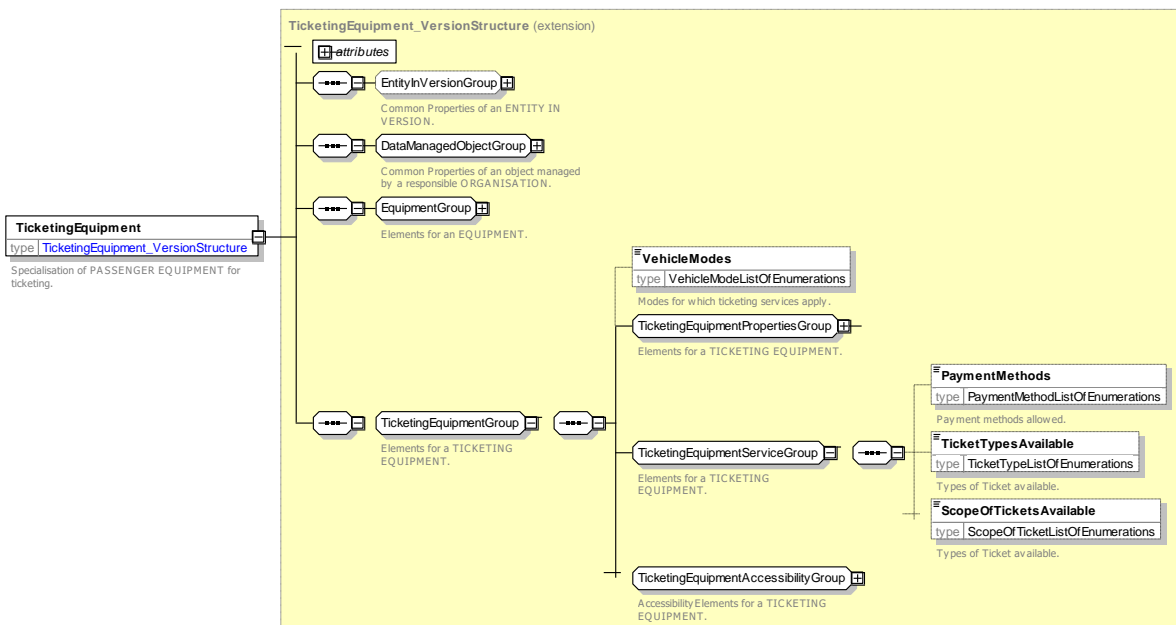 TicketingEquipment_VersionStructure (extension)
attributes
EntityInVersionGroup
Common Properties of an ENTITY IN
VERSION.
DataManagedObjectGroup
Common Properties of an object managed
by a responsible ORGANISATION.
EquipmentGroup
Elements for an EQUIPMENT.
TicketingEquipment
type TicketingEquipment_VersionStructure
Specialisation of PASSENGER EQUIPMENT for
ticketing.
VehicleModes
type VehicleModeListOfEnumerations
Modes for which ticketing services apply.
TicketingEquipmentPropertiesGroup
Elements for a TICKETING EQUIPMENT.
TicketingEquipmentGroup
Elements for a TICKETING
EQUIPMENT.
TicketingEquipmentServiceGroup
Elements for a TICKETING
EQUIPMENT.
PaymentMethods
type PaymentMethodListOfEnumerations
Payment methods allowed.
TicketTypesAvailable
type TicketTypeListOfEnumerations
Types of Ticket available.
ScopeOfTicketsAvailable
type ScopeOfTicketListOfEnumerations
Types of Ticket available.
TicketingEquipmentAccessibilityGroup
AccessibilityElements for a TICKETING
EQUIPMENT.